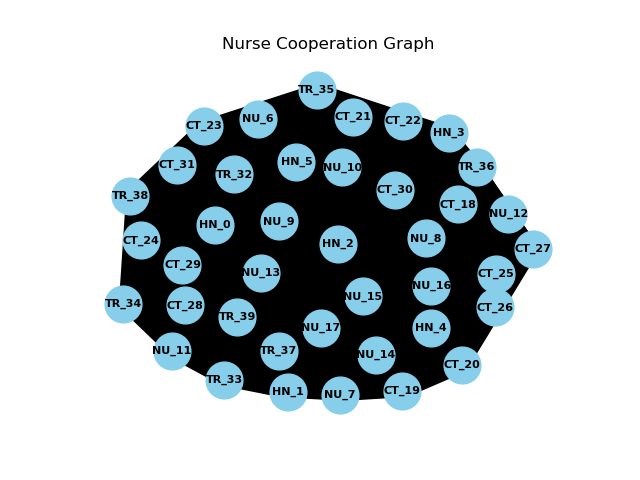 Nurse Cooperation Graph
TR_35
CT_21
NU_6
CT_22
CT_23
HN_3
HN_5
CT_31
NU_10
TR_36
TR_32
CT_30
TR_38
CT_18
NU_12
NU_9
HN_0
NU_8
CT_24
HN_2
CT_27
CT_29
NU_13
CT_25
NU_16
NU_15
TR_34
CT_28
CT_26
TR_39
NU_17
HN_4
NU_11
TR_37
NU_14
CT_20
TR_33
CT_19
HN_1
NU_7